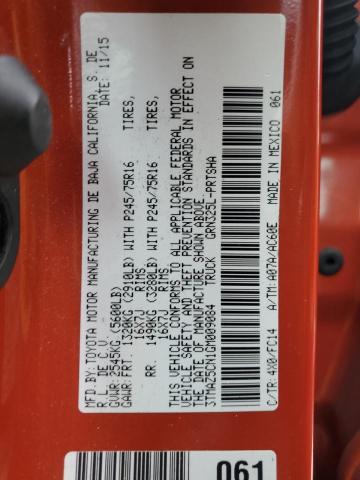 MFD.BY:TOYOTA MOTOR MANUFACTURING DE BAJA CALIFORNIA, S. DE
R.L. DE C.V. DATE: 11/15
GVWR: 2545KG (5600LB)
GAWR:FRT. 1320KG (2910LB) WITH P245/75R16 TIRES,
16X7J RIMS
RR. 1490KG (3280LB) WITH P245/75R16 TIRES,
16X7J RIMS
THIS VEHICLE CONFORMS TO ALL APPLICABLE FEDERAL MOTOR
VEHICLE SAFETY AND THEFT PREVENTION STANDARDS IN EFFECT ON
THE DATE OF MANUFACTURE SHOWN ABOVE.
3TMAZ5CN1GM009084 TRUCK GRN325L-PRTSHA
C/TR: 4X0/FC14 A/TM: A07A/AC60E MADE IN MEXICO 061
061